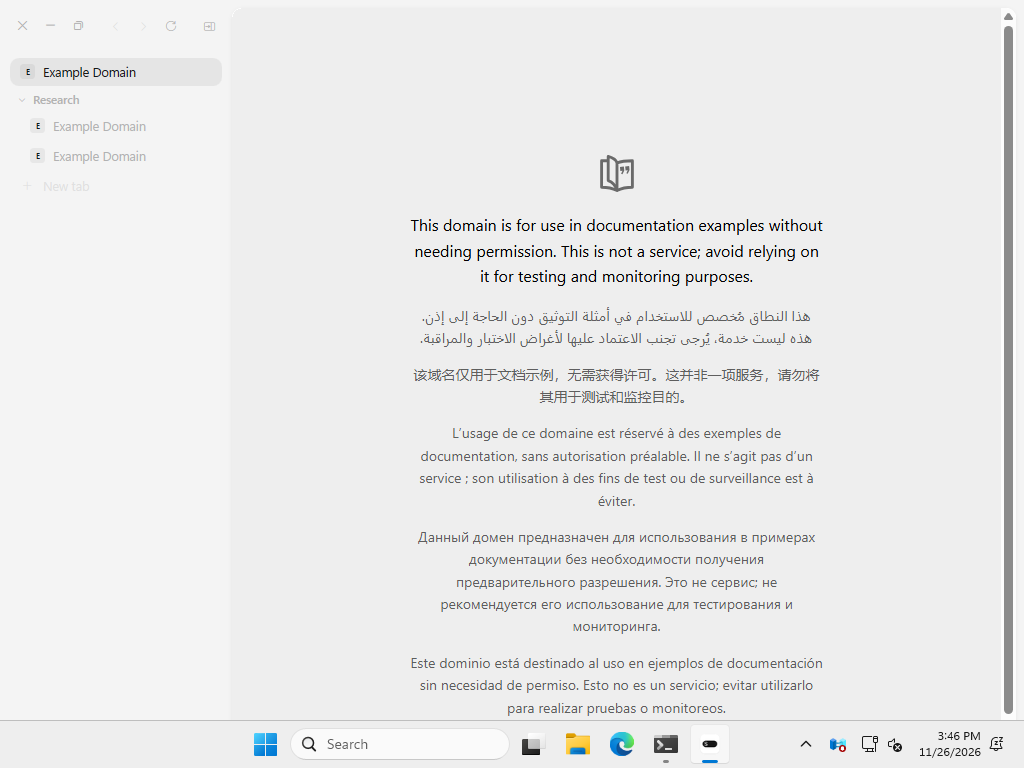 E Example Domain
Research
E Example Domain
E Example Domain
+ New tab
This domain is for use in documentation examples without
needing permission. This is not a service; avoid relying on
it for testing and monitoring purposes.
هذا النطاق مُخصص للاستخدام في أمثلة التوثيق دون الحاجة إلى إذن.
هذه ليست خدمة، يُرجى تجنب الاعتماد عليها لأغراض الاختبار والمراقبة.
该域名仅用于文档示例，无需获得许可。这并非一项服务，请勿将
其用于测试和监控目的。
L’usage de ce domaine est réservé à des exemples de
documentation, sans autorisation préalable. Il ne s’agit pas d’un
service ; son utilisation à des fins de test ou de surveillance est à
éviter.
Данный домен предназначен для использования в примерах
документации без необходимости получения
предварительного разрешения. Это не сервис; не
рекомендуется его использование для тестирования и
мониторинга.
Este dominio está destinado al uso en ejemplos de documentación
sin necesidad de permiso. Esto no es un servicio; evitar utilizarlo
para realizar pruebas o monitoreos.
Search
3:46 PM
11/26/2026